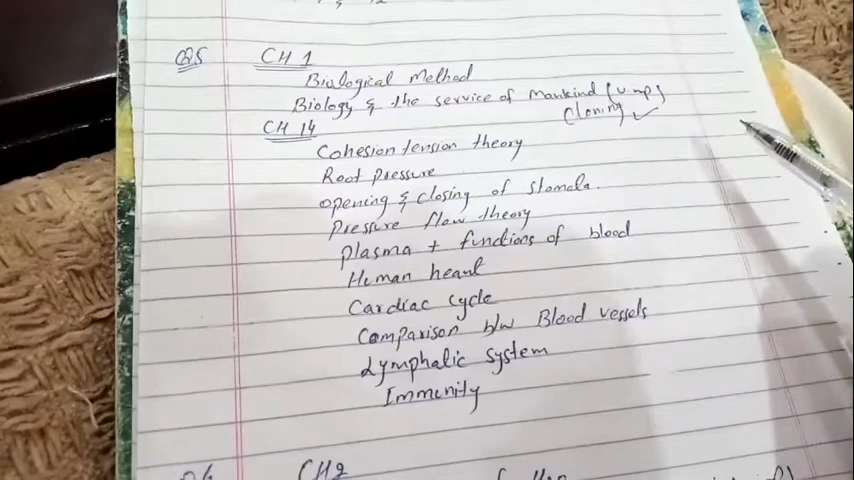 Q5 CH 1
Biological Method
Biology & the service of Mankind (v.imp)
Cloning ✓
CH 14
Cohesion tension theory
Root pressure
opening & closing of stomata.
Pressure flow theory
Plasma + functions of blood
Human heart
Cardiac cycle
Comparison b/w Blood vessels
Lymphatic system
Immunity
Q6 CH2